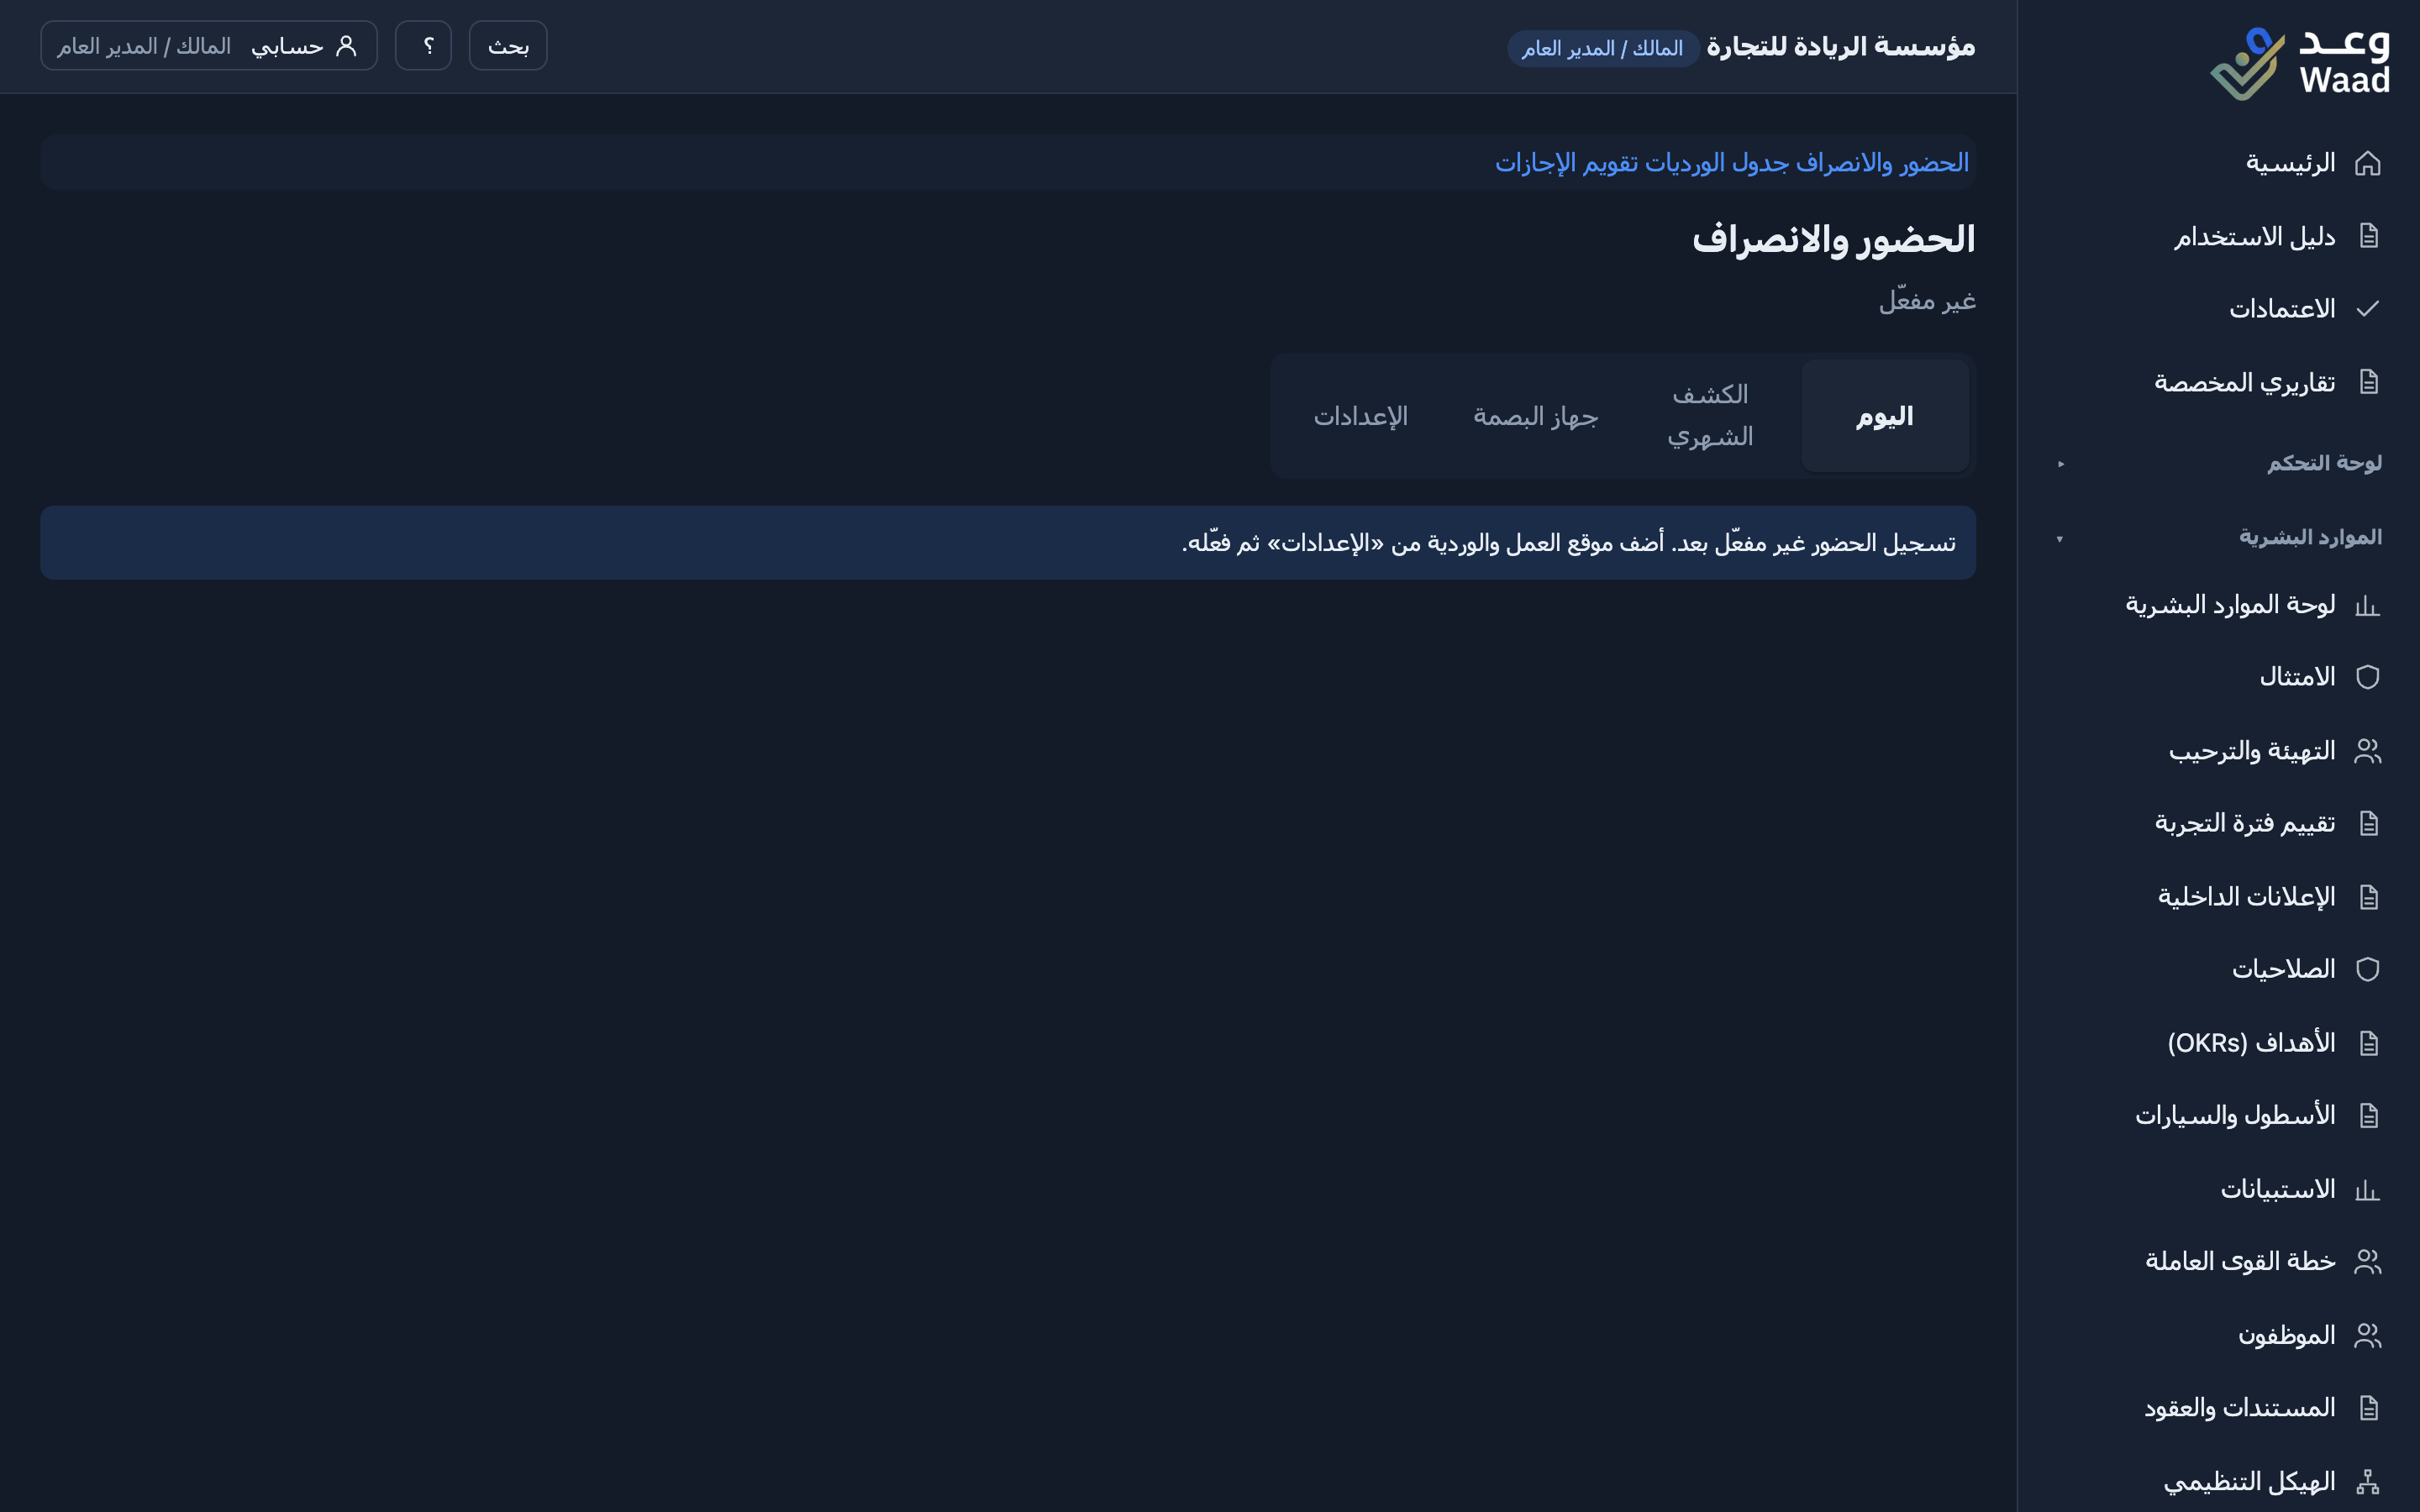 وعد
Waad
الرئيسية
دليل الاستخدام
الاعتمادات
تقاريري المخصصة
لوحة التحكم
الموارد البشرية
لوحة الموارد البشرية
الامتثال
التهيئة والترحيب
تقييم فترة التجربة
الإعلانات الداخلية
الصلاحيات
الأهداف (OKRs)
الأسطول والسيارات
الاستبيانات
خطة القوى العاملة
الموظفون
المستندات والعقود
الهيكل التنظيمي
مؤسسة الريادة للتجارة المالك / المدير العام
بحث
؟
حسابي المالك / المدير العام
الحضور والانصراف جدول الورديات تقويم الإجازات
الحضور والانصراف
غير مفعّل
اليوم
الكشف
الشهري
جهاز البصمة
الإعدادات
تسجيل الحضور غير مفعّل بعد. أضف موقع العمل والوردية من «الإعدادات» ثم فعّله.